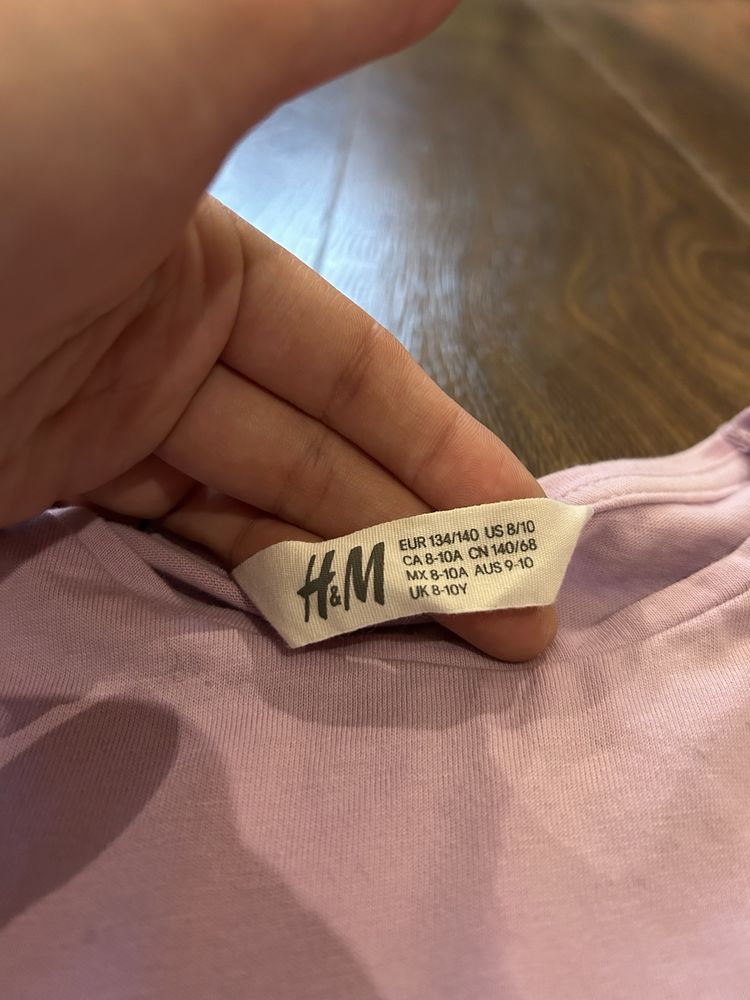 H&M
EUR 134/140 US 8/10
CA 8-10A CN 140/68
MX 8-10A AUS 9-10
UK 8-10Y